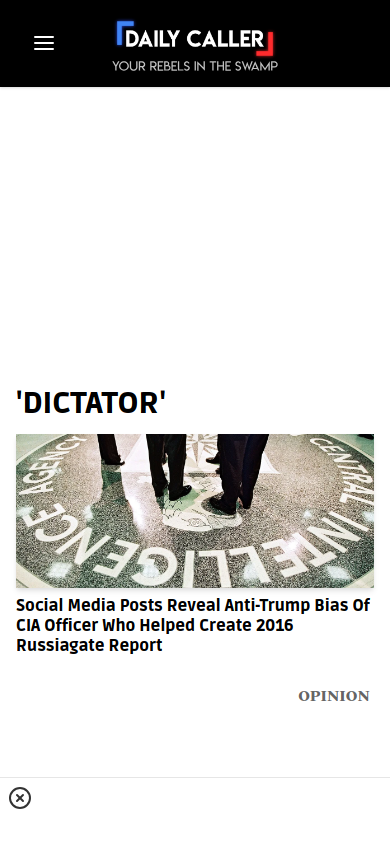 DAILY CALLER
YOUR REBELS IN THE SWAMP
'DICTATOR'
CENTRAL INTELLIGENCE AGENCY
Social Media Posts Reveal Anti-Trump Bias Of
CIA Officer Who Helped Create 2016
Russiagate Report
OPINION